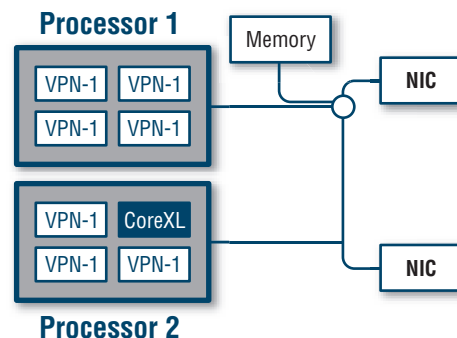 Processor 1
Memory
VPN-1 VPN-1
NIC
VPN-1 VPN-1
VPN-1 CoreXL
VPN-1 VPN-1
NIC
Processor 2